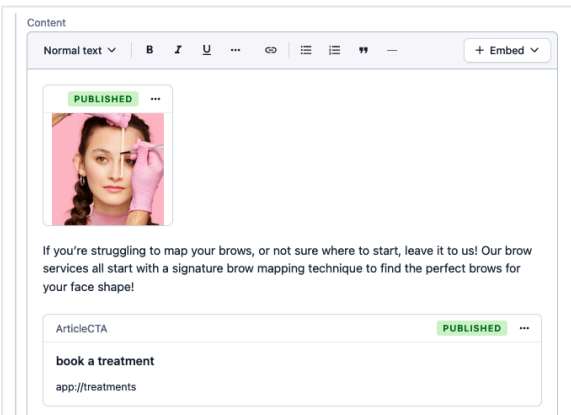 Content
Normal text B I U ... + Embed
PUBLISHED ...
If you’re struggling to map your brows, or not sure where to start, leave it to us! Our brow
services all start with a signature brow mapping technique to find the perfect brows for
your face shape!
ArticleCTA PUBLISHED ...
book a treatment
app://treatments